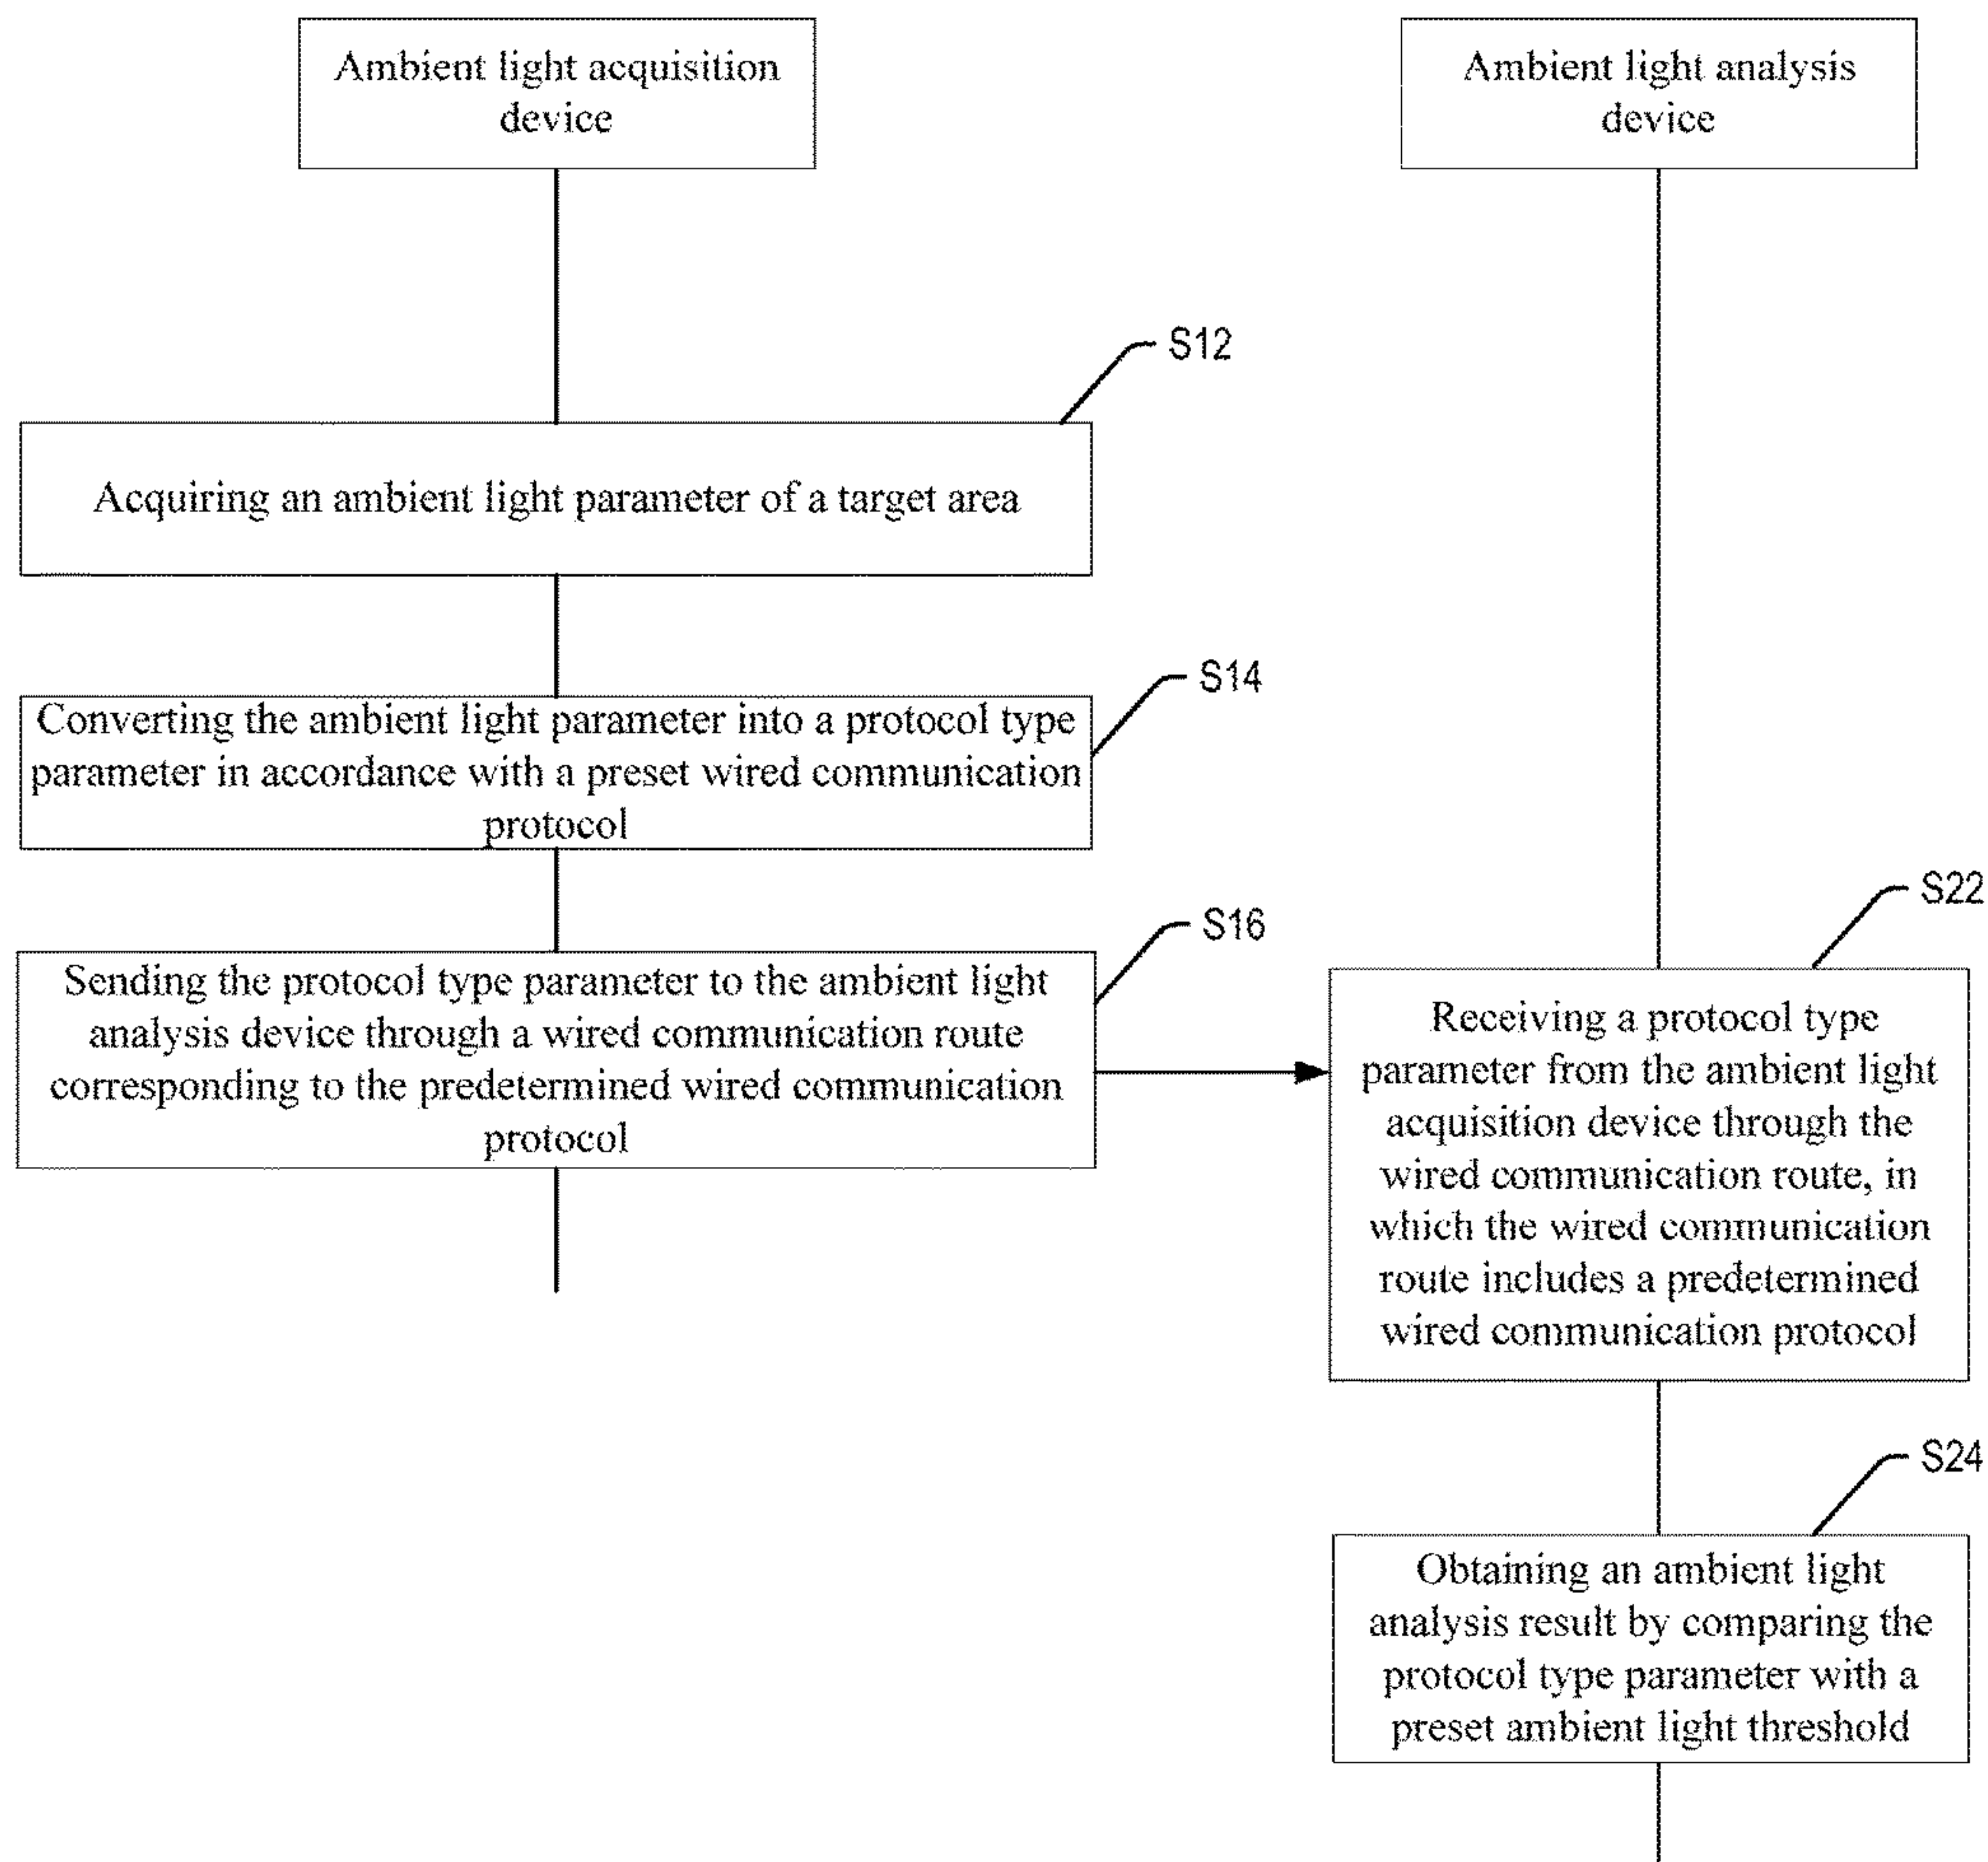 Ambient light acquisition
device
Ambient light analysis
device
S12
Acquiring an ambient light parameter of a target area
S14
Converting the ambient light parameter into a protocol type
parameter in accordance with a preset wired communication
protocol
S16
Sending the protocol type parameter to the ambient light
analysis device through a wired communication route
corresponding to the predetermined wired communication
protocol
S22
Receiving a protocol type
parameter from the ambient light
acquisition device through the
wired communication route, in
which the wired communication
route includes a predetermined
wired communication protocol
S24
Obtaining an ambient light
analysis result by comparing the
protocol type parameter with a
preset ambient light threshold